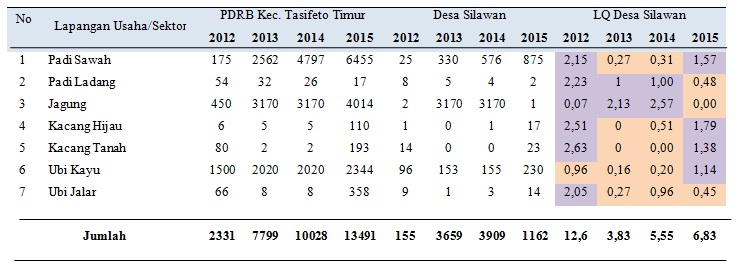 No Lapangan Usaha/Sektor PDRB Kec. Tasifeto Timur Desa Silawan LQ Desa Silawan
2012 2013 2014 2015 2012 2013 2014 2015 2012 2013 2014 2015
1 Padi Sawah 175 2562 4797 6455 25 330 576 875 2,15 0,27 0,31 1,57
2 Padi Ladang 54 32 26 17 8 5 4 2 2,23 1 1,00 0,48
3 Jagung 450 3170 3170 4014 2 3170 3170 1 0,07 2,13 2,57 0,00
4 Kacang Hijau 6 5 5 110 1 0 1 17 2,51 0 0,51 1,79
5 Kacang Tanah 80 2 2 193 14 0 0 23 2,63 0 0,00 1,38
6 Ubi Kayu 1500 2020 2020 2344 96 153 155 230 0,96 0,16 0,20 1,14
7 Ubi Jalar 66 8 8 358 9 1 3 14 2,05 0,27 0,96 0,45
Jumlah 2331 7799 10028 13491 155 3659 3909 1162 12,6 3,83 5,55 6,83